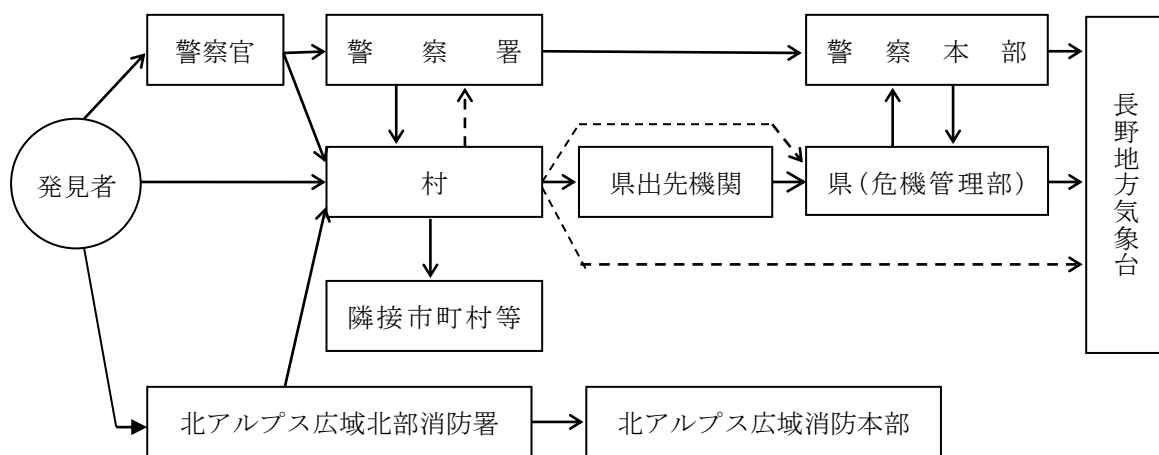 警察官
警察署
警察本部
長野地方気象台
発見者
村
県出先機関
県（危機管理部）
隣接市町村等
北アルプス広域北部消防署
北アルプス広域消防本部